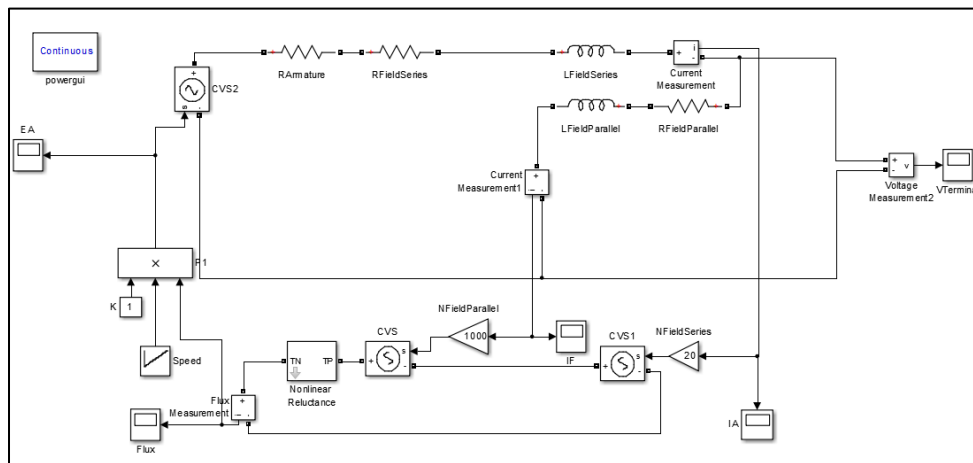 Continuous
powergui
+
s
-
CVS2
RArmature
RFieldSeries
LFieldSeries
+
i
-
Current
Measurement
LFieldParallel
RFieldParallel
EA
Current
Measurement1
+
i
-
+
-
v
Voltage
Measurement2
VTermina
×
P1
K
1
Speed
NFieldParallel
1000
IF
CVS
+
s
-
CVS1
+
s
-
NFieldSeries
20
TN
TP
Nonlinear
Reluctance
Flux
Measurement
+
i
-
Flux
IA